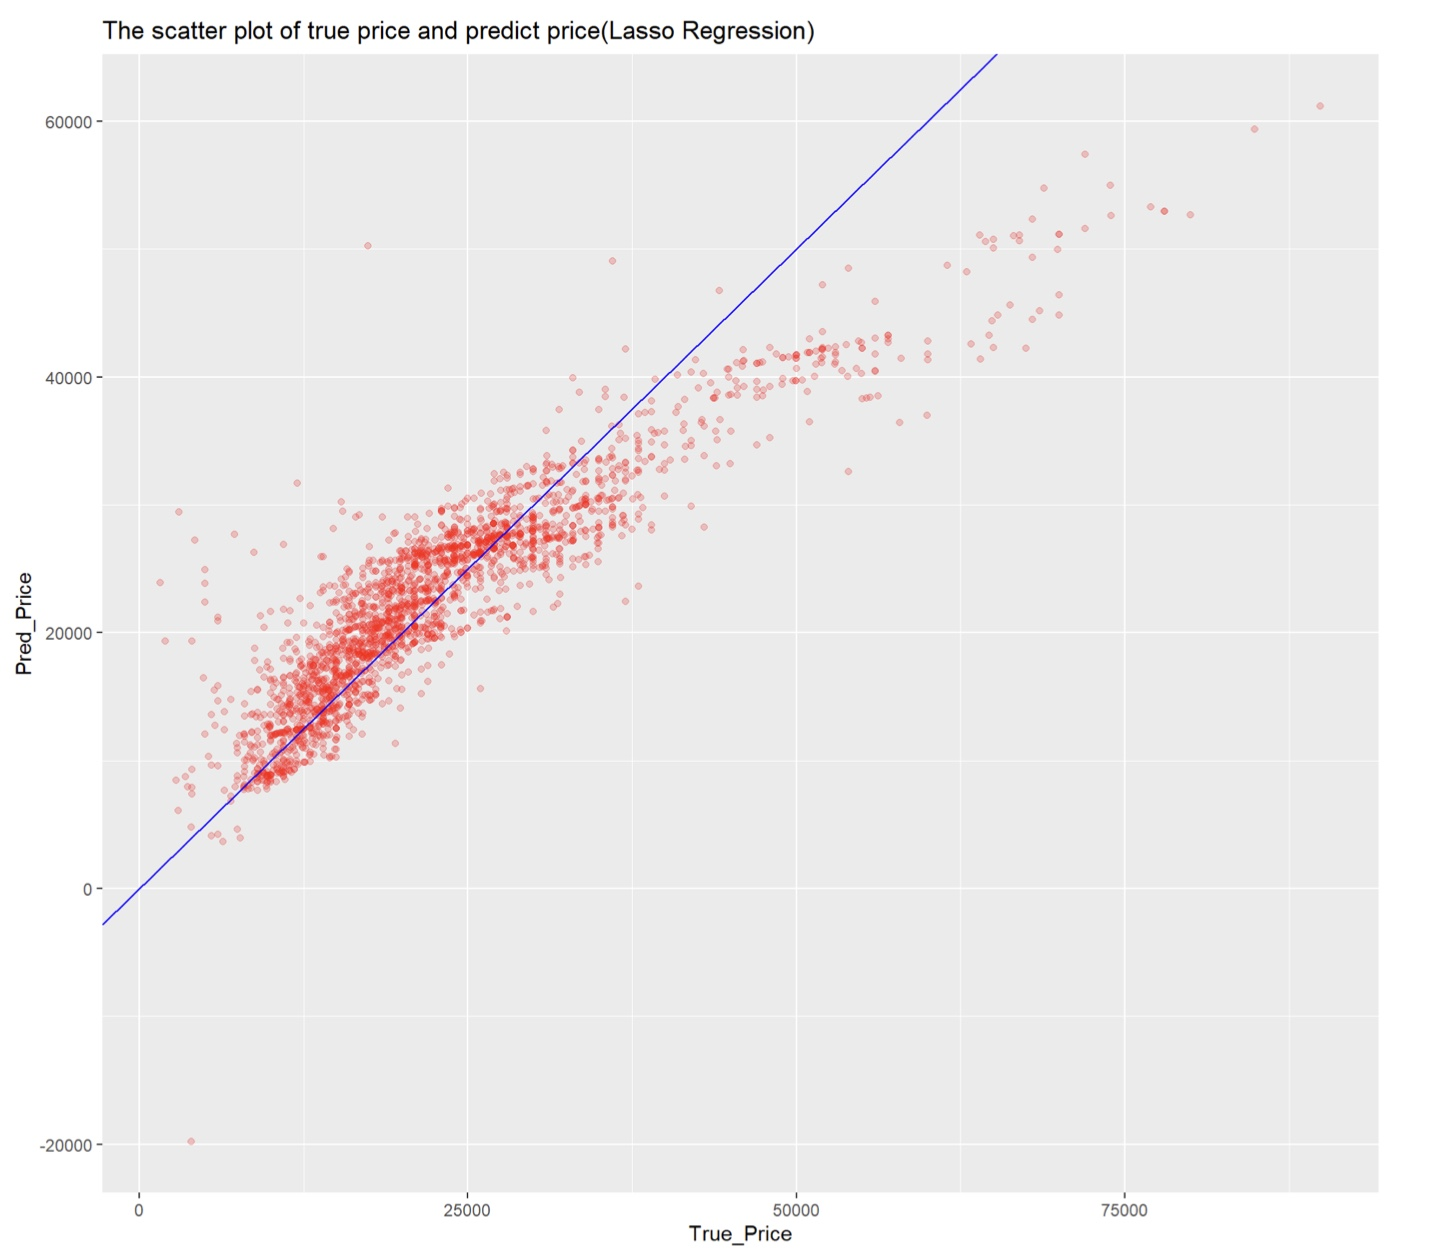 The scatter plot of true price and predict price(Lasso Regression)
60000
40000
20000
0
-20000
Pred_Price
0 25000 50000 75000
True_Price